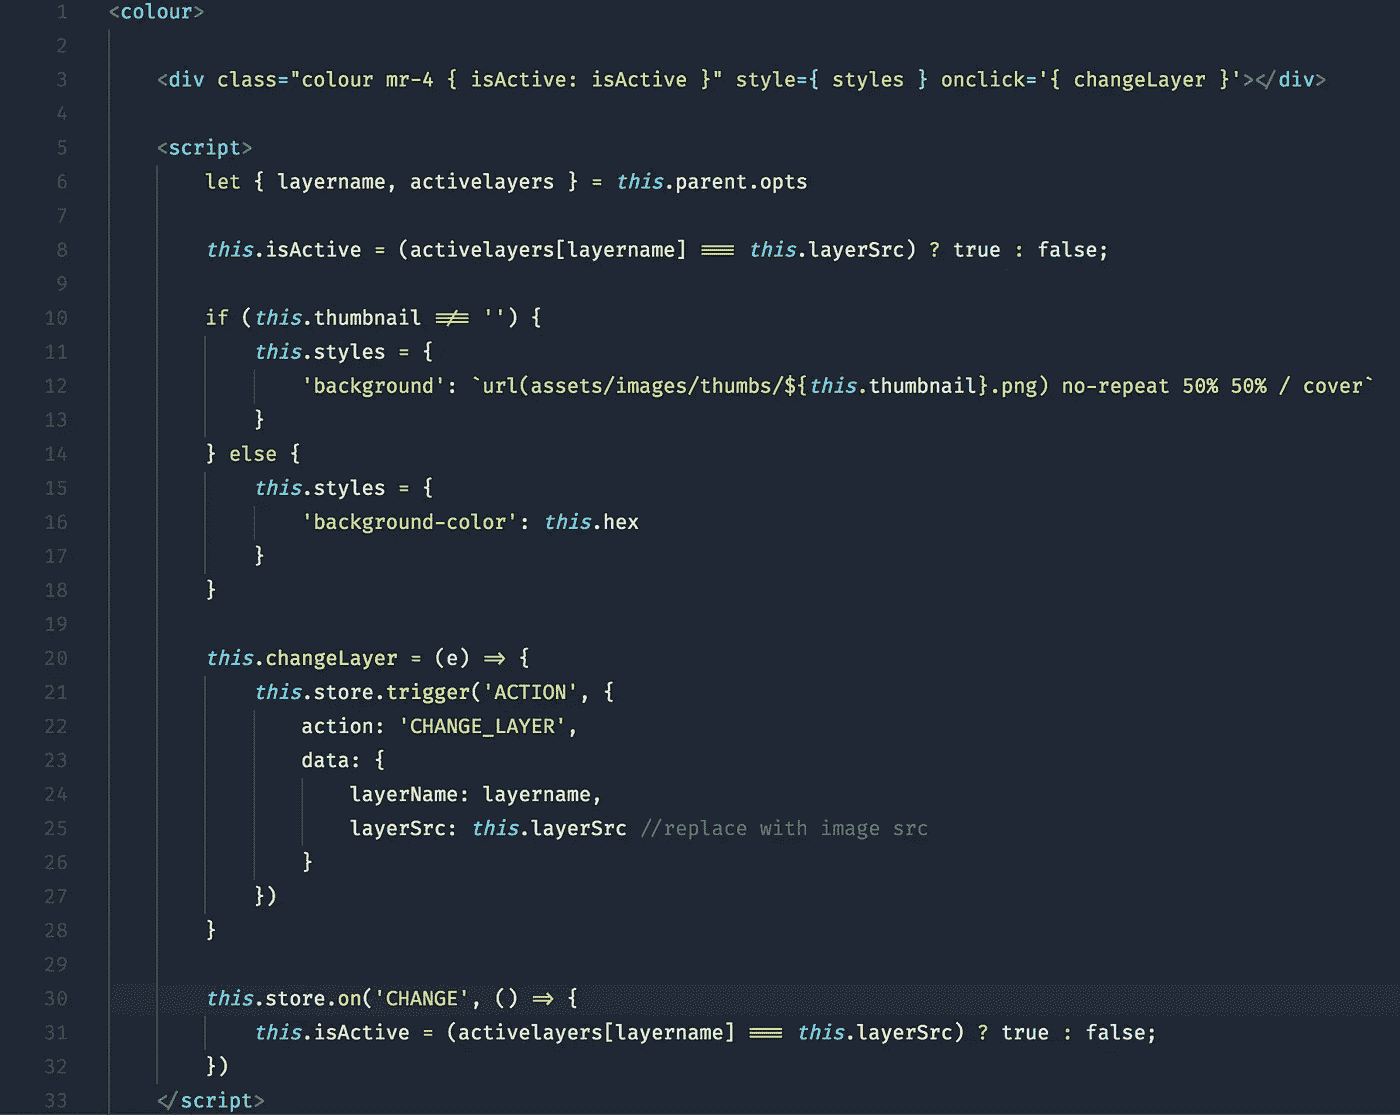 1 <colour>
2
3 <div class="colour mr-4 { isActive: isActive }" style={ styles } onclick='{ changeLayer }'></div>
4
5 <script>
6 let { layername, activelayers } = this.parent.opts
7
8 this.isActive = (activelayers[layername] === this.layerSrc) ? true : false;
9
10 if (this.thumbnail !== '') {
11 this.styles = {
12 'background': `url(assets/images/thumbs/${this.thumbnail}.png) no-repeat 50% 50% / cover`
13 }
14 } else {
15 this.styles = {
16 'background-color': this.hex
17 }
18 }
19
20 this.changeLayer = (e) => {
21 this.store.trigger('ACTION', {
22 action: 'CHANGE_LAYER',
23 data: {
24 layerName: layername,
25 layerSrc: this.layerSrc //replace with image src
26 }
27 })
28 }
29
30 this.store.on('CHANGE', () => {
31 this.isActive = (activelayers[layername] === this.layerSrc) ? true : false;
32 })
33 </script>